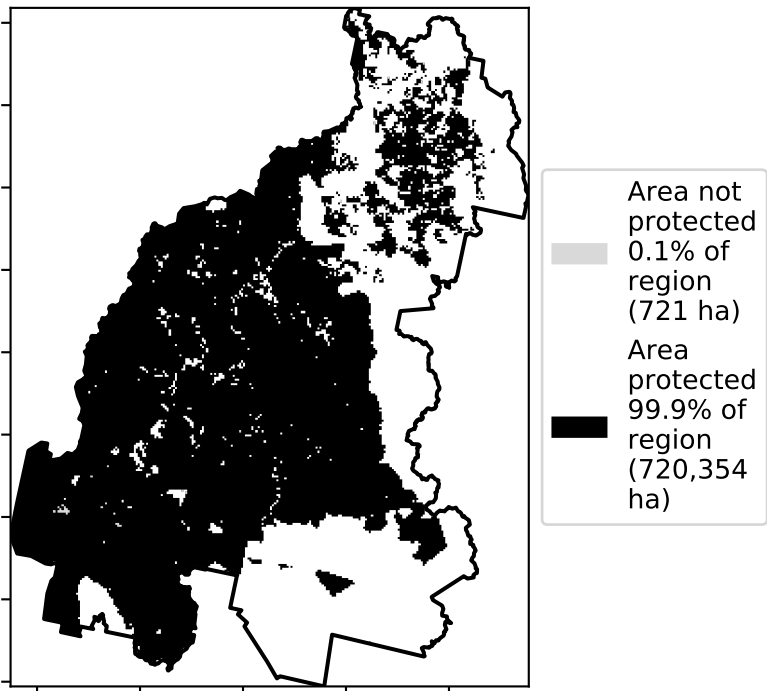 Area not
protected
0.1% of
region
(721 ha)
Area
protected
99.9% of
region
(720,354
ha)